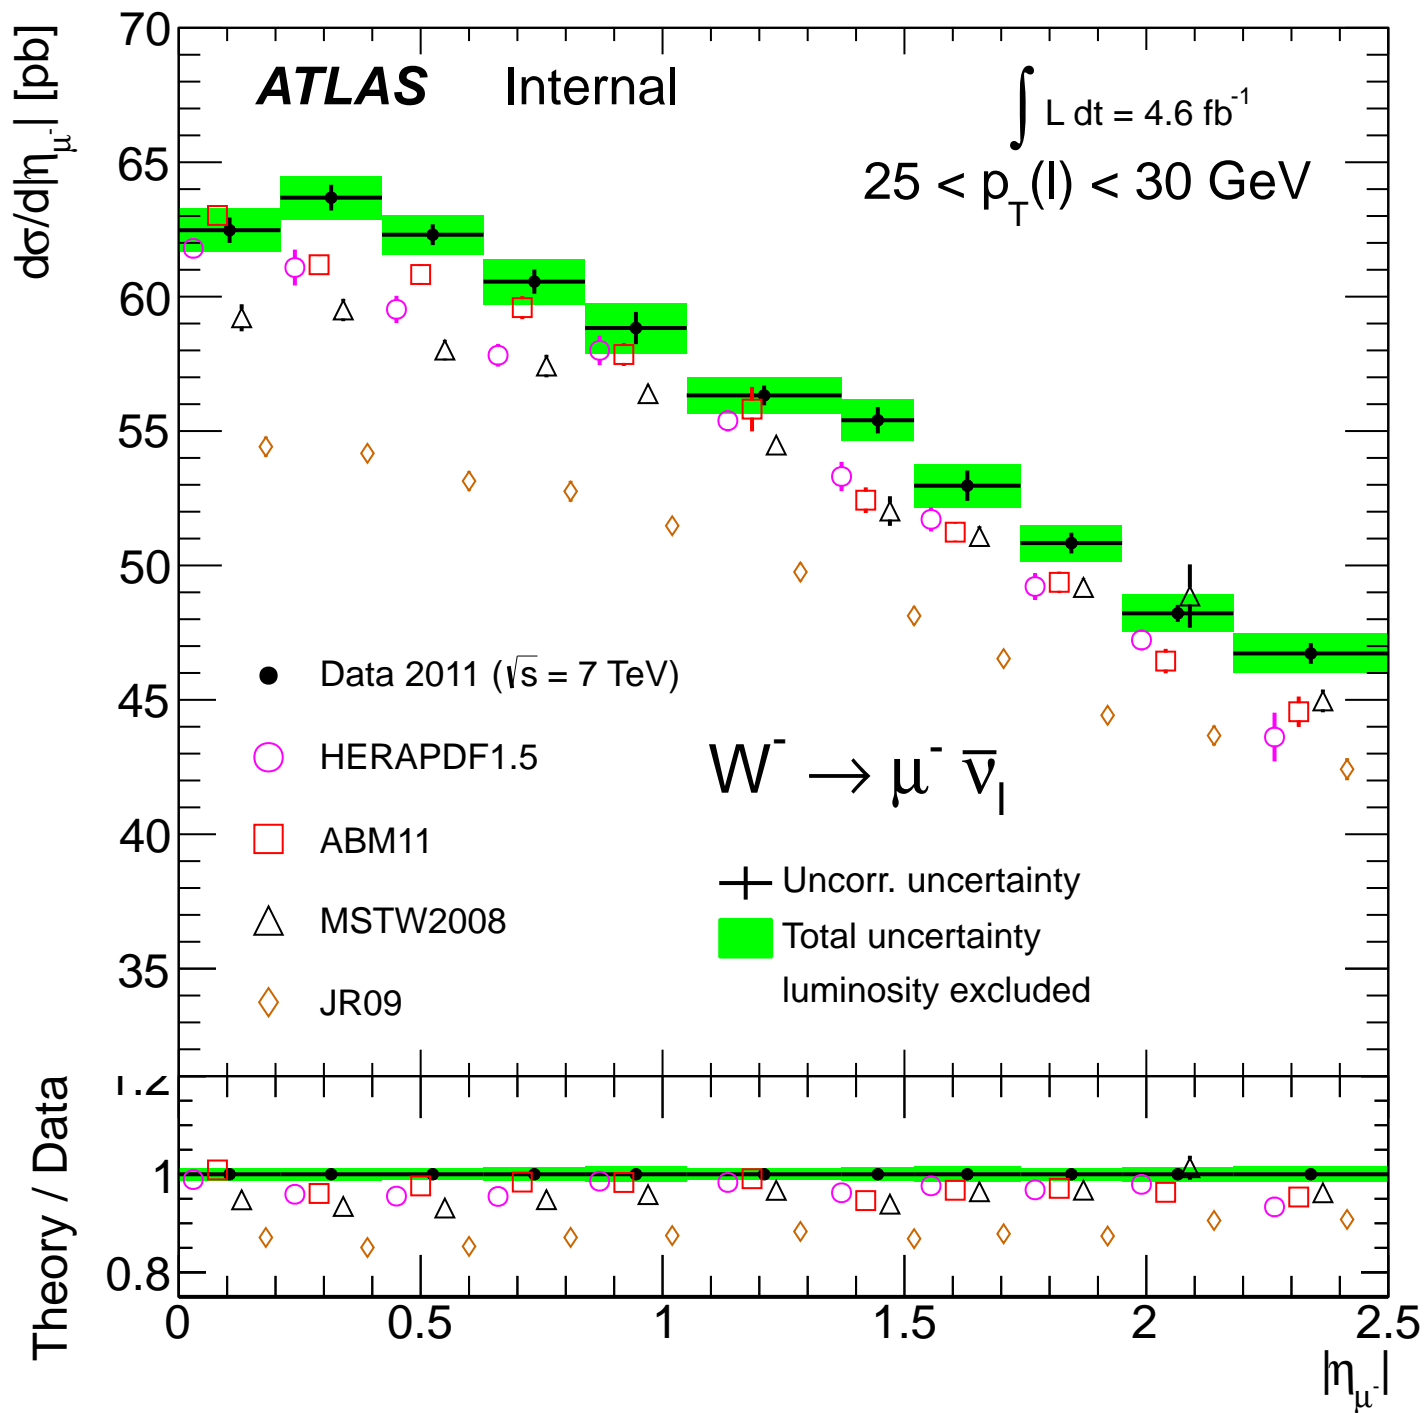 dσ/d|η_μ⁻| [pb]
70
65
60
55
50
45
40
35
ATLAS Internal
∫ L dt = 4.6 fb⁻¹
25 < p_T(l) < 30 GeV
Data 2011 (√s = 7 TeV)
HERAPDF1.5
ABM11
MSTW2008
JR09
W⁻ → μ⁻ ν̅_l
Uncorr. uncertainty
Total uncertainty
luminosity excluded
Theory / Data
1.2
1
0.8
0 0.5 1 1.5 2 2.5
|η_μ⁻|